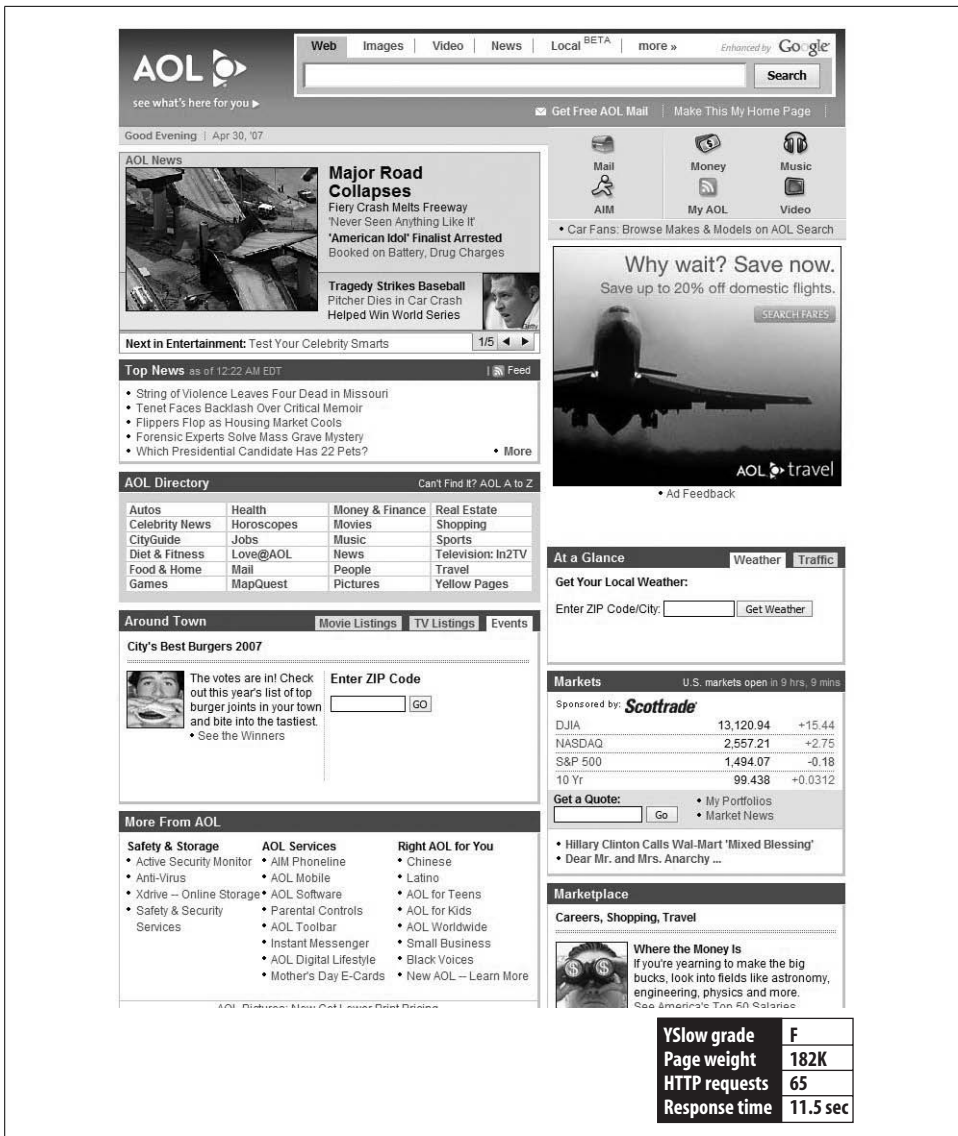 Web Images Video News Local BETA more » Enhanced by Google
AOL
Search
see what's here for you
Get Free AOL Mail Make This My Home Page
Good Evening | Apr 30, '07
AOL News
Major Road
Collapses
Fiery Crash Melts Freeway
'Never Seen Anything Like It'
'American Idol' Finalist Arrested
Booked on Battery, Drug Charges
Tragedy Strikes Baseball
Pitcher Dies in Car Crash
Helped Win World Series
Getty
Next in Entertainment: Test Your Celebrity Smarts 1/5
Mail Money Music
AIM My AOL Video
• Car Fans: Browse Makes & Models on AOL Search
Why wait? Save now.
Save up to 20% off domestic flights.
SEARCH FARES
AOL travel
• Ad Feedback
Top News as of 12:22 AM EDT | Feed
• String of Violence Leaves Four Dead in Missouri
• Tenet Faces Backlash Over Critical Memoir
• Flippers Flop as Housing Market Cools
• Forensic Experts Solve Mass Grave Mystery
• Which Presidential Candidate Has 22 Pets? • More
AOL Directory Can't Find It? AOL A to Z
Autos Health Money & Finance Real Estate
Celebrity News Horoscopes Movies Shopping
CityGuide Jobs Music Sports
Diet & Fitness Love@AOL News Television: In2TV
Food & Home Mail People Travel
Games MapQuest Pictures Yellow Pages
At a Glance Weather Traffic
Get Your Local Weather:
Enter ZIP Code/City: Get Weather
Around Town Movie Listings TV Listings Events
City's Best Burgers 2007
The votes are in! Check
out this year's list of top
burger joints in your town
and bite into the tastiest.
• See the Winners
Enter ZIP Code
GO
Markets U.S. markets open in 9 hrs, 9 mins
Sponsored by: Scottrade
DJIA 13,120.94 +15.44
NASDAQ 2,557.21 +2.75
S&P 500 1,494.07 -0.18
10 Yr 99.438 +0.0312
Get a Quote: • My Portfolios
Go • Market News
• Hillary Clinton Calls Wal-Mart 'Mixed Blessing'
• Dear Mr. and Mrs. Anarchy ...
More From AOL
Safety & Storage
• Active Security Monitor
• Anti-Virus
• Xdrive -- Online Storage
• Safety & Security
Services
AOL Services
• AIM Phoneline
• AOL Mobile
• AOL Software
• Parental Controls
• AOL Toolbar
• Instant Messenger
• AOL Digital Lifestyle
• Mother's Day E-Cards
Right AOL for You
• Chinese
• Latino
• AOL for Teens
• AOL for Kids
• AOL Worldwide
• Small Business
• Black Voices
• New AOL -- Learn More
AOL Pictures: Now Get Lower Print Pricing
Marketplace
Careers, Shopping, Travel
Where the Money Is
If you're yearning to make the big
bucks, look into fields like astronomy,
engineering, physics and more.
See America's Top 50 Salaries
YSlow grade F
Page weight 182K
HTTP requests 65
Response time 11.5 sec